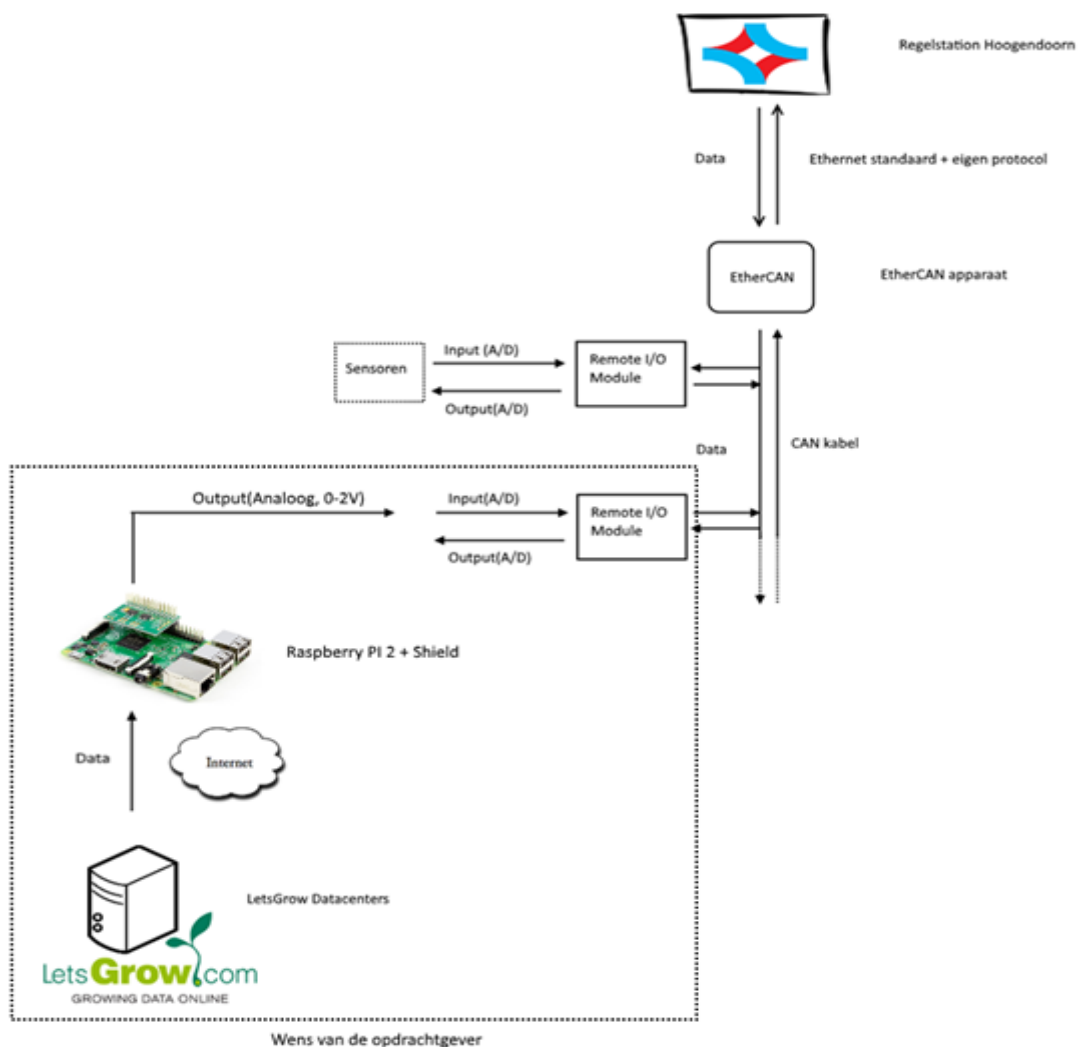 Regelstation Hoogendoorn
Data
Ethernet standaard + eigen protocol
EtherCAN
EtherCAN apparaat
Sensoren
Input (A/D)
Output(A/D)
Remote I/O
Module
Data
CAN kabel
Output(Analoog, 0-2V)
Input(A/D)
Output(A/D)
Remote I/O
Module
Raspberry PI 2 + Shield
Data
Internet
LetsGrow Datacenters
LetsGrow.com
GROWING DATA ONLINE
Wens van de opdrachtgever